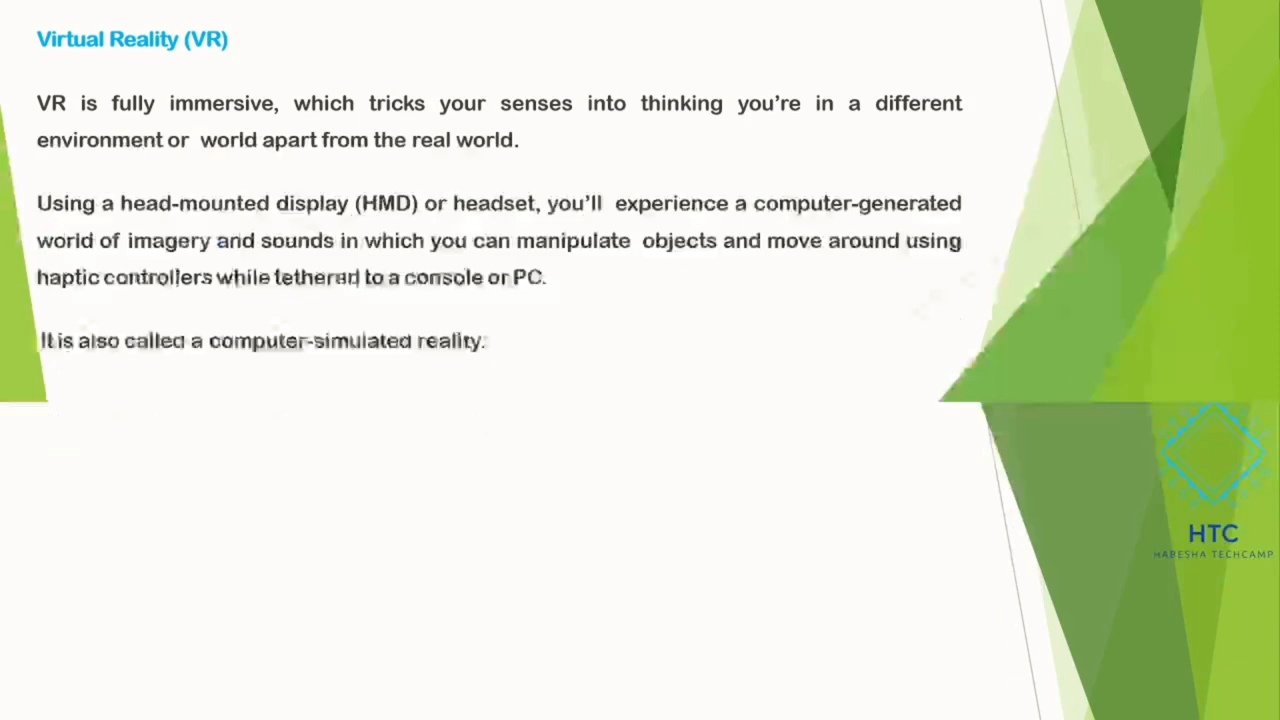 Virtual Reality (VR)
VR is fully immersive, which tricks your senses into thinking you're in a different
environment or world apart from the real world.
Using a head-mounted display (HMD) or headset, you'll experience a computer-generated
world of imagery and sounds in which you can manipulate objects and move around using
haptic controllers while tethered to a console or PC.
It is also called a computer-simulated reality.
HTC
HABESHA TECHCAMP